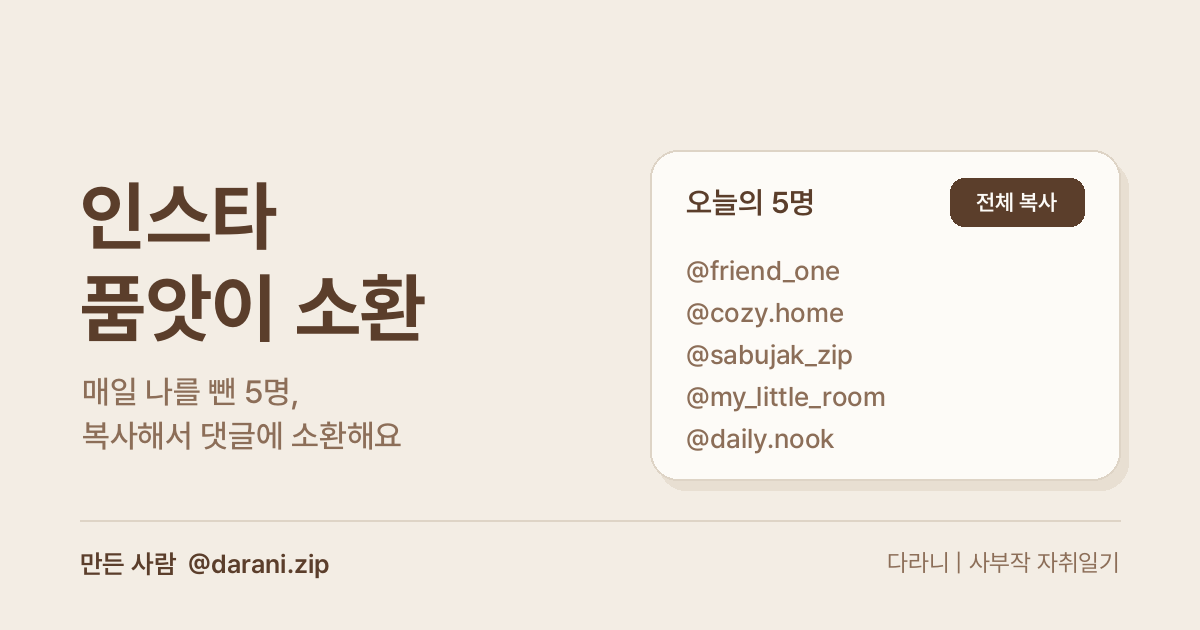 인스타
품앗이 소환
매일 나를 뺀 5명,
복사해서 댓글에 소환해요
오늘의 5명
전체 복사
@friend_one
@cozy.home
@sabujak_zip
@my_little_room
@daily.nook
만든 사람 @darani.zip
다라니 | 사부작 자취일기